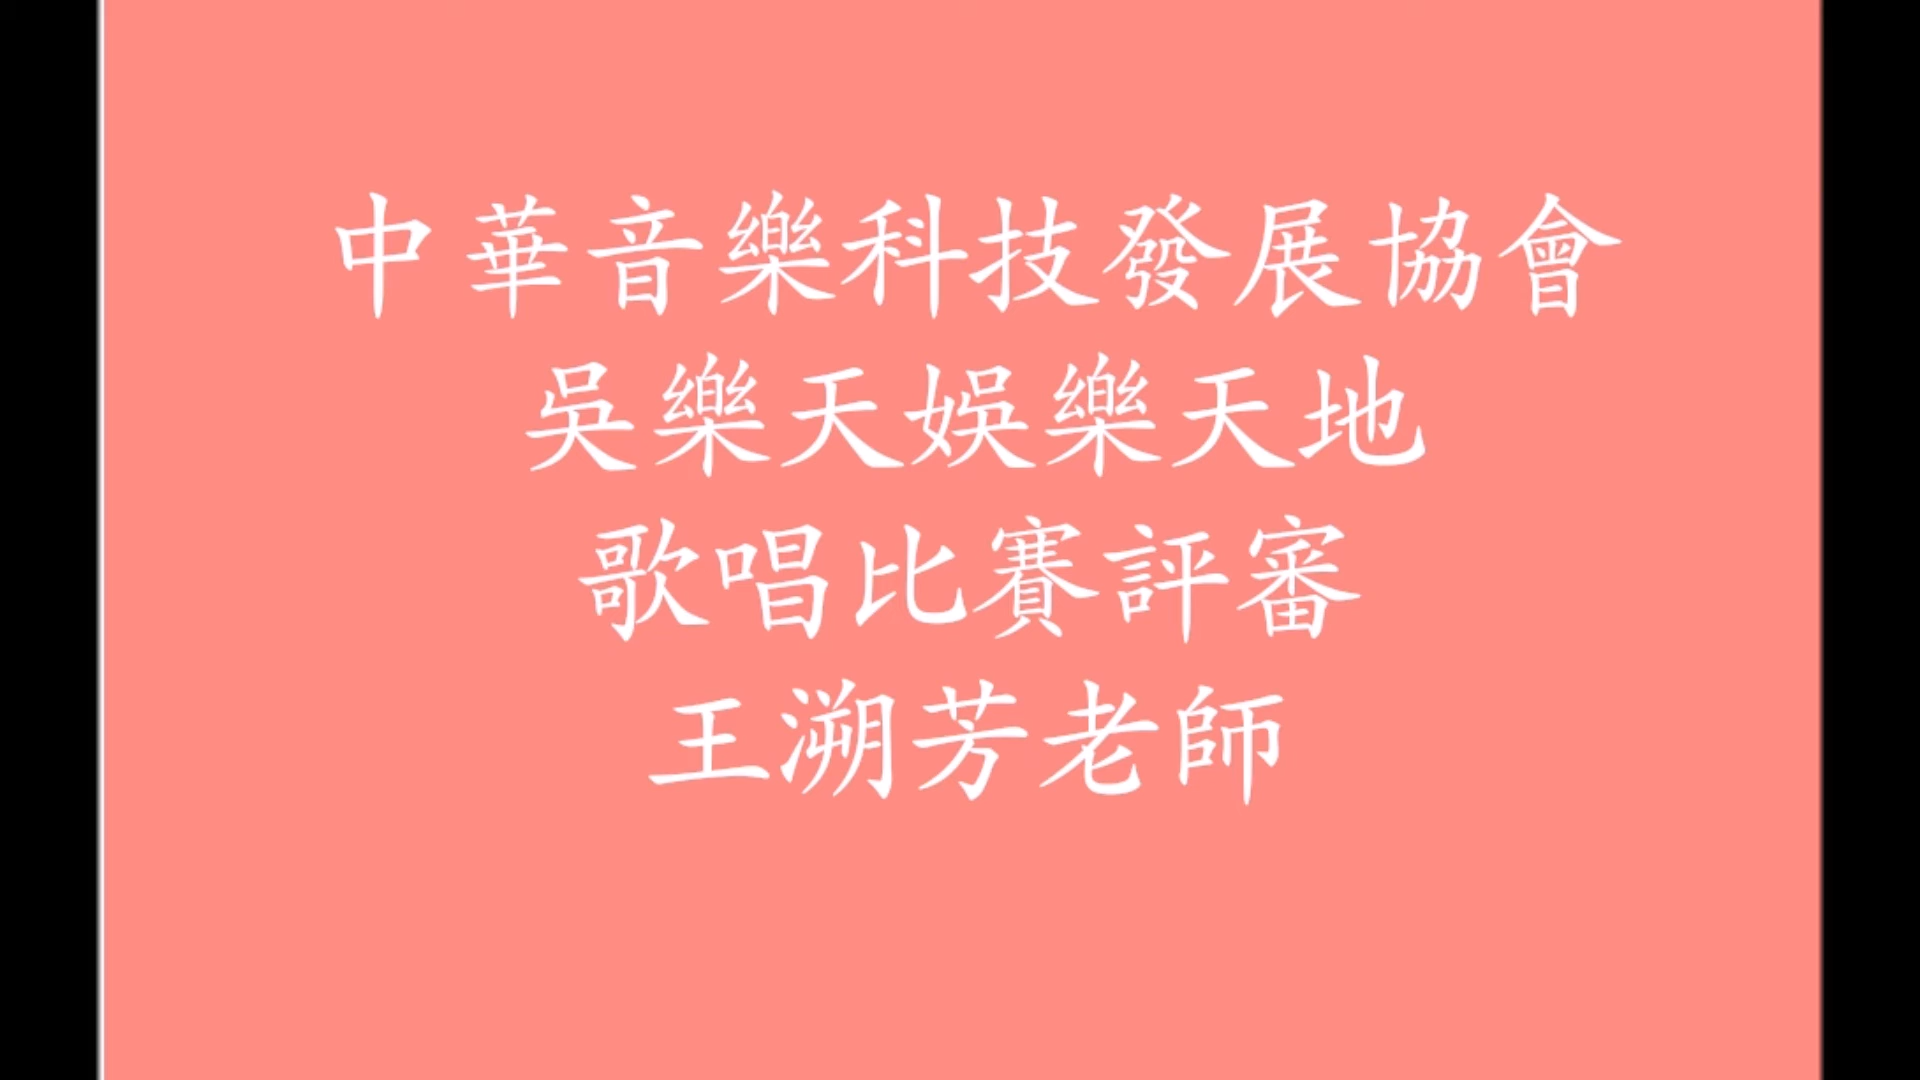 中華音樂科技發展協會
吳樂天娛樂天地
歌唱比賽評審
王溯芳老師